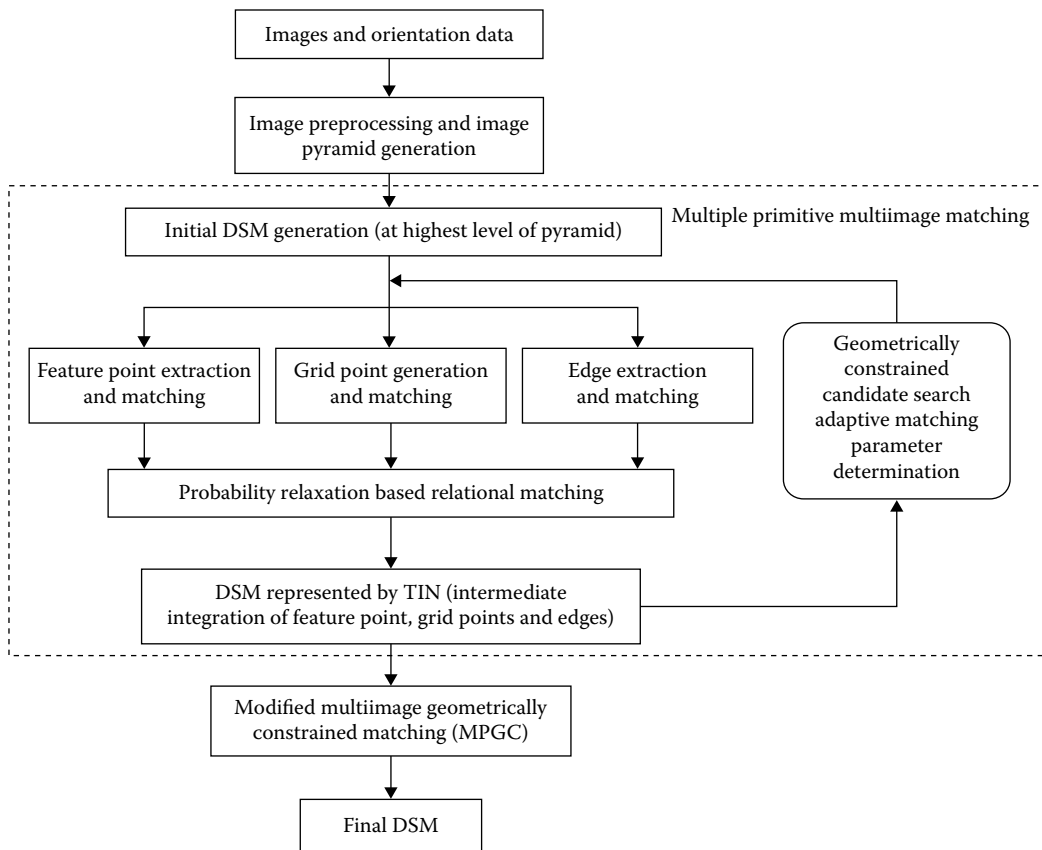 Images and orientation data
Image preprocessing and image
pyramid generation
Multiple primitive multiimage matching
Initial DSM generation (at highest level of pyramid)
Feature point extraction
and matching
Grid point generation
and matching
Edge extraction
and matching
Geometrically
constrained
candidate search
adaptive matching
parameter
determination
Probability relaxation based relational matching
DSM represented by TIN (intermediate
integration of feature point, grid points and edges)
Modified multiimage geometrically
constrained matching (MPGC)
Final DSM